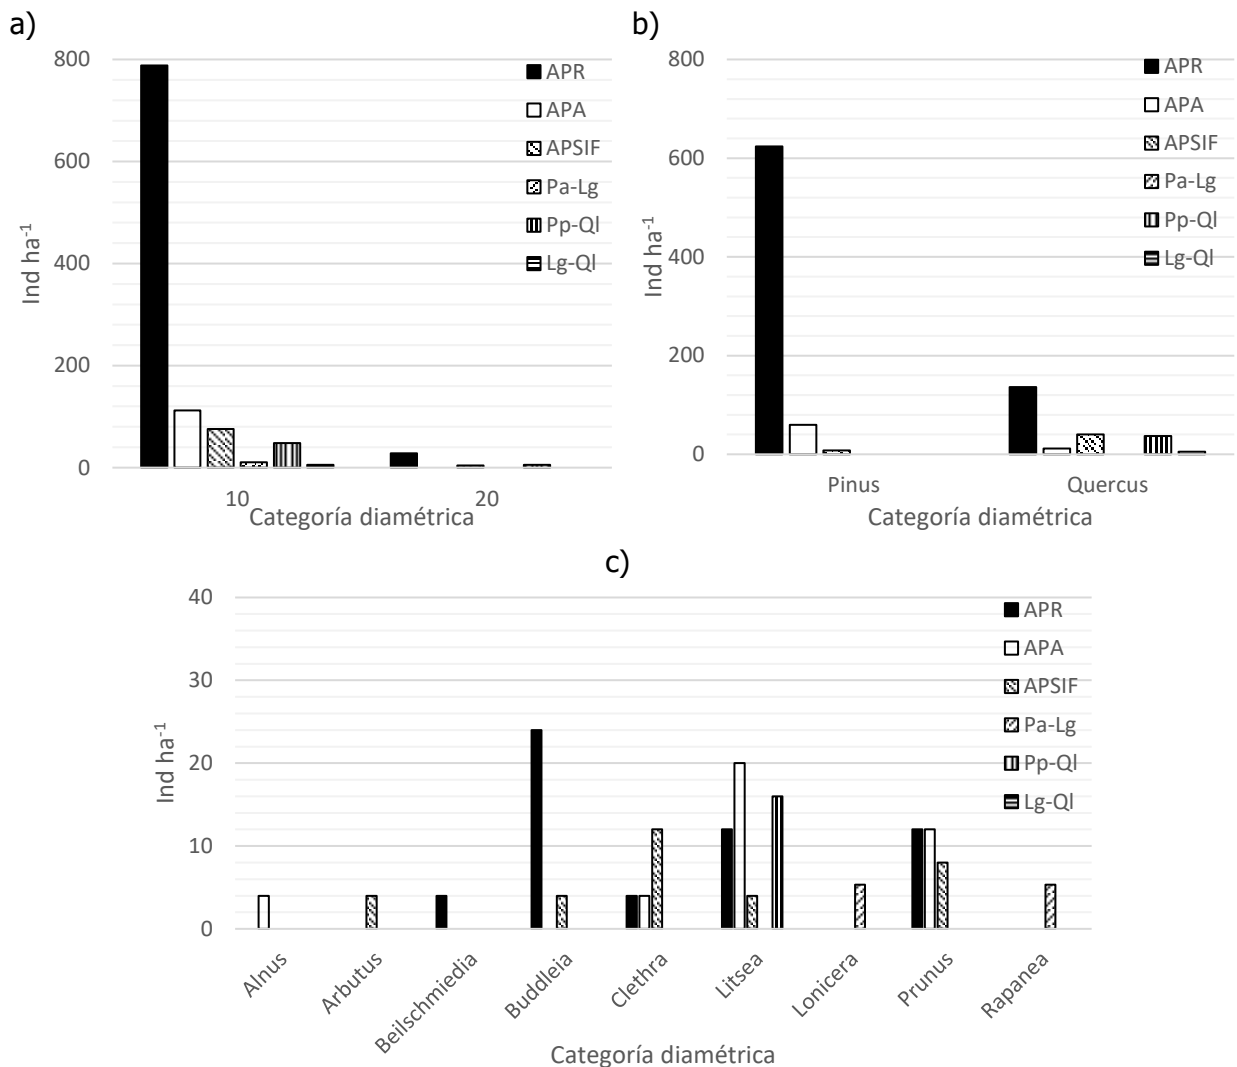 a)
800
600
400
200
0
Ind ha⁻¹
APR
APA
APSIF
Pa-Lg
Pp-Ql
Lg-Ql
10
20
Categoría diamétrica
b)
800
600
400
200
0
Ind ha⁻¹
APR
APA
APSIF
Pa-Lg
Pp-Ql
Lg-Ql
Pinus
Quercus
Categoría diamétrica
c)
40
30
20
10
0
Ind ha⁻¹
APR
APA
APSIF
Pa-Lg
Pp-Ql
Lg-Ql
Alnus
Arbutus
Beilschmiedia
Buddleia
Clethra
Litsea
Lonicera
Prunus
Rapanea
Categoría diamétrica